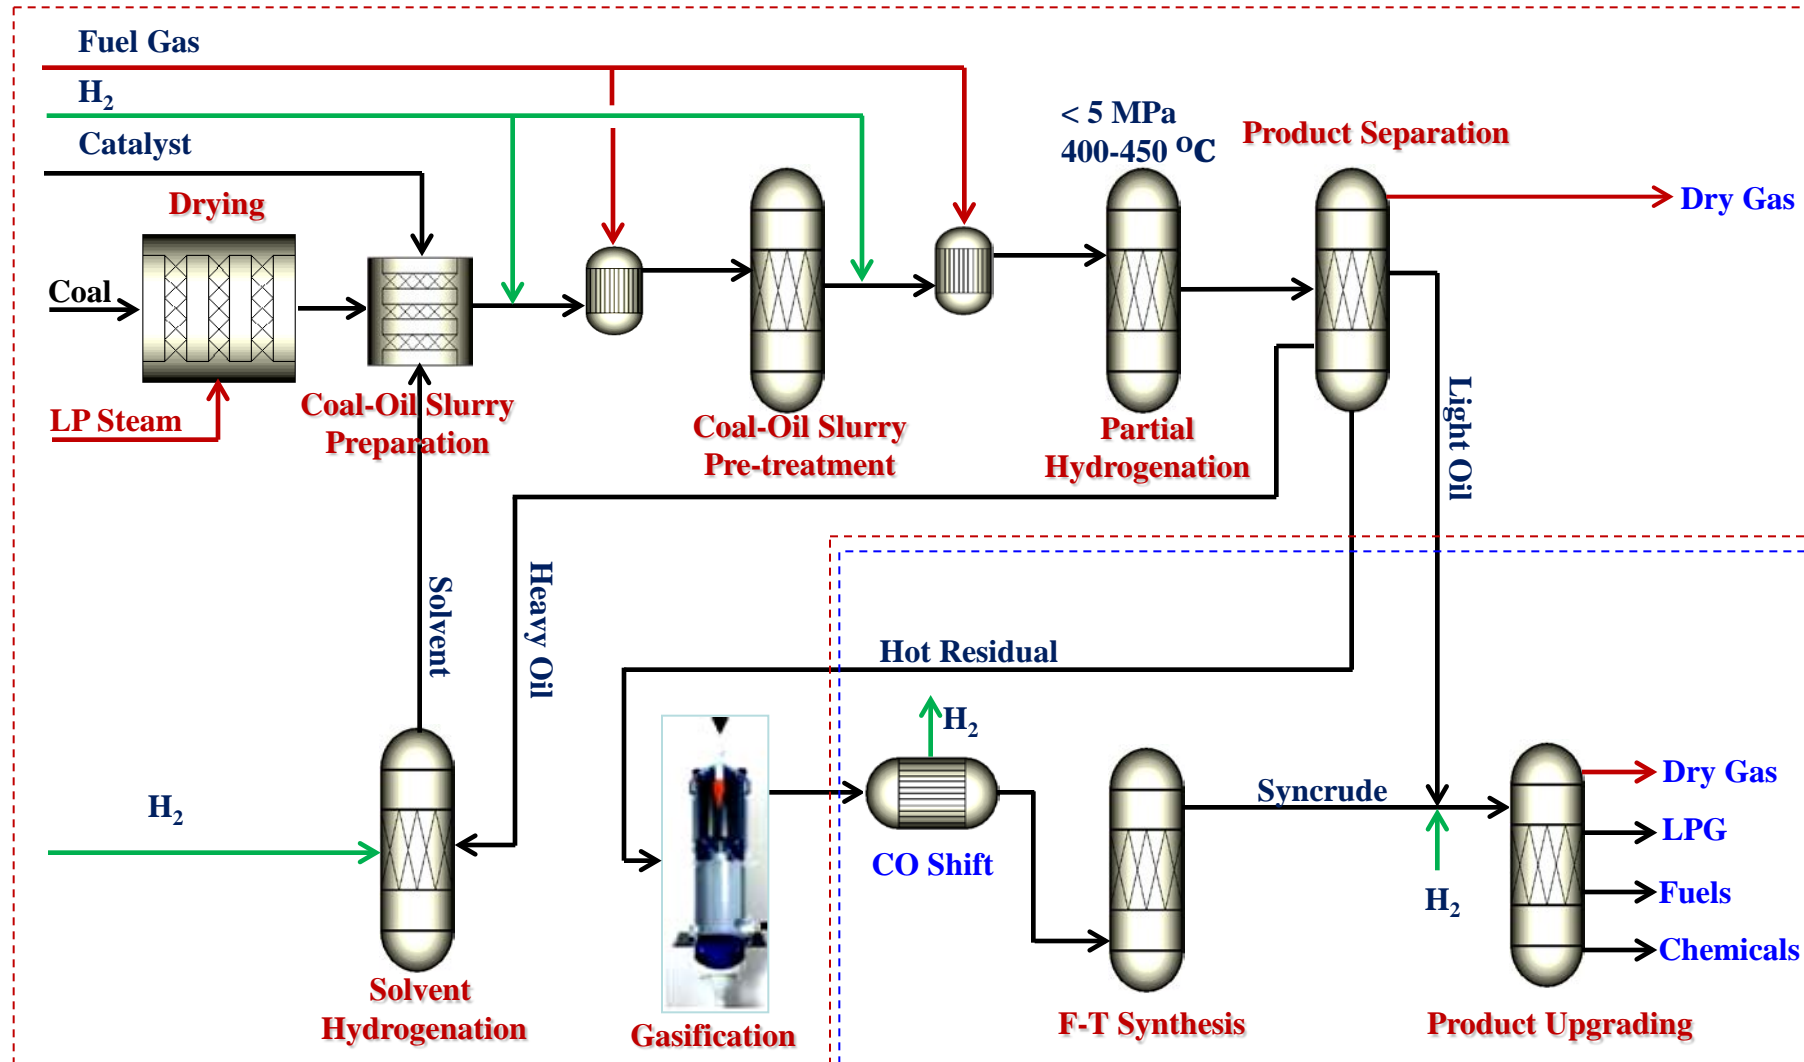 Fuel Gas
H₂
Catalyst
Drying
Coal
LP Steam
Coal-Oil Slurry
Preparation
Coal-Oil Slurry
Pre-treatment
< 5 MPa
400-450 ᴼC
Partial
Hydrogenation
Product Separation
Dry Gas
Light Oil
Solvent
Heavy Oil
Hot Residual
H₂
H₂
Solvent
Hydrogenation
Gasification
CO Shift
F-T Synthesis
Syncrude
H₂
Product Upgrading
Dry Gas
LPG
Fuels
Chemicals